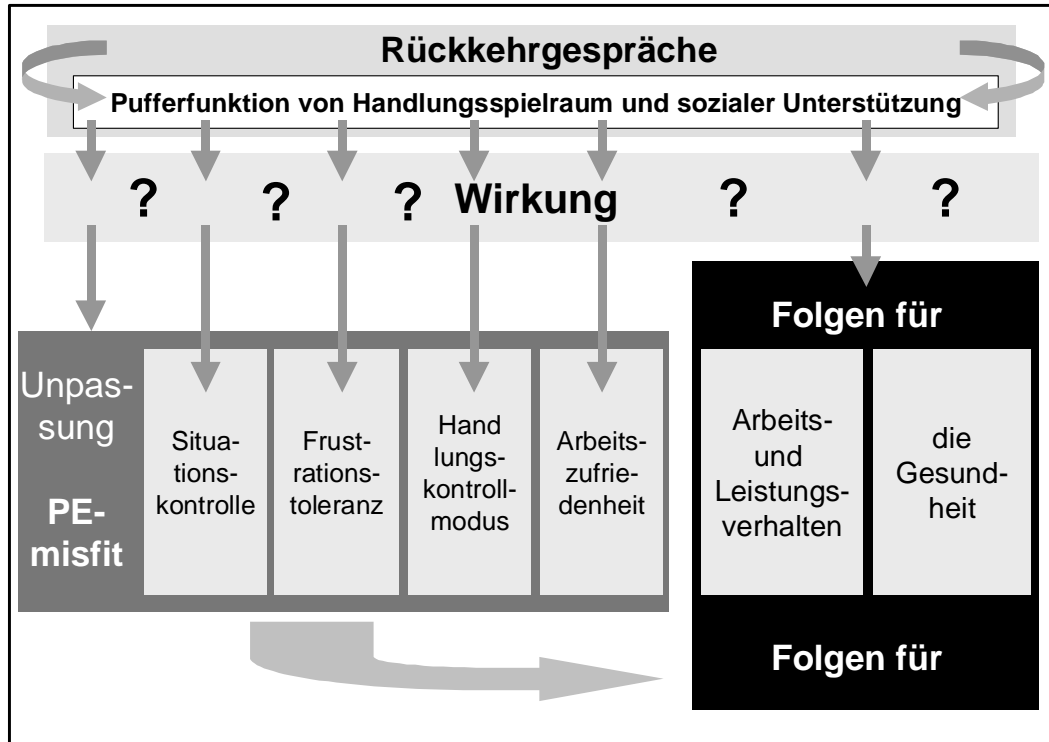 Rückkehrgespräche
Pufferfunktion von Handlungsspielraum und sozialer Unterstützung
? ? ? Wirkung ? ?
Unpas-
sung
PE-
misfit
Situa-
tions-
kontrolle
Frust-
rations-
toleranz
Hand
lungs-
kontroll-
modus
Arbeits-
zufrie-
denheit
Folgen für
Arbeits-
und
Leistungs-
verhalten
die
Gesund-
heit
Folgen für